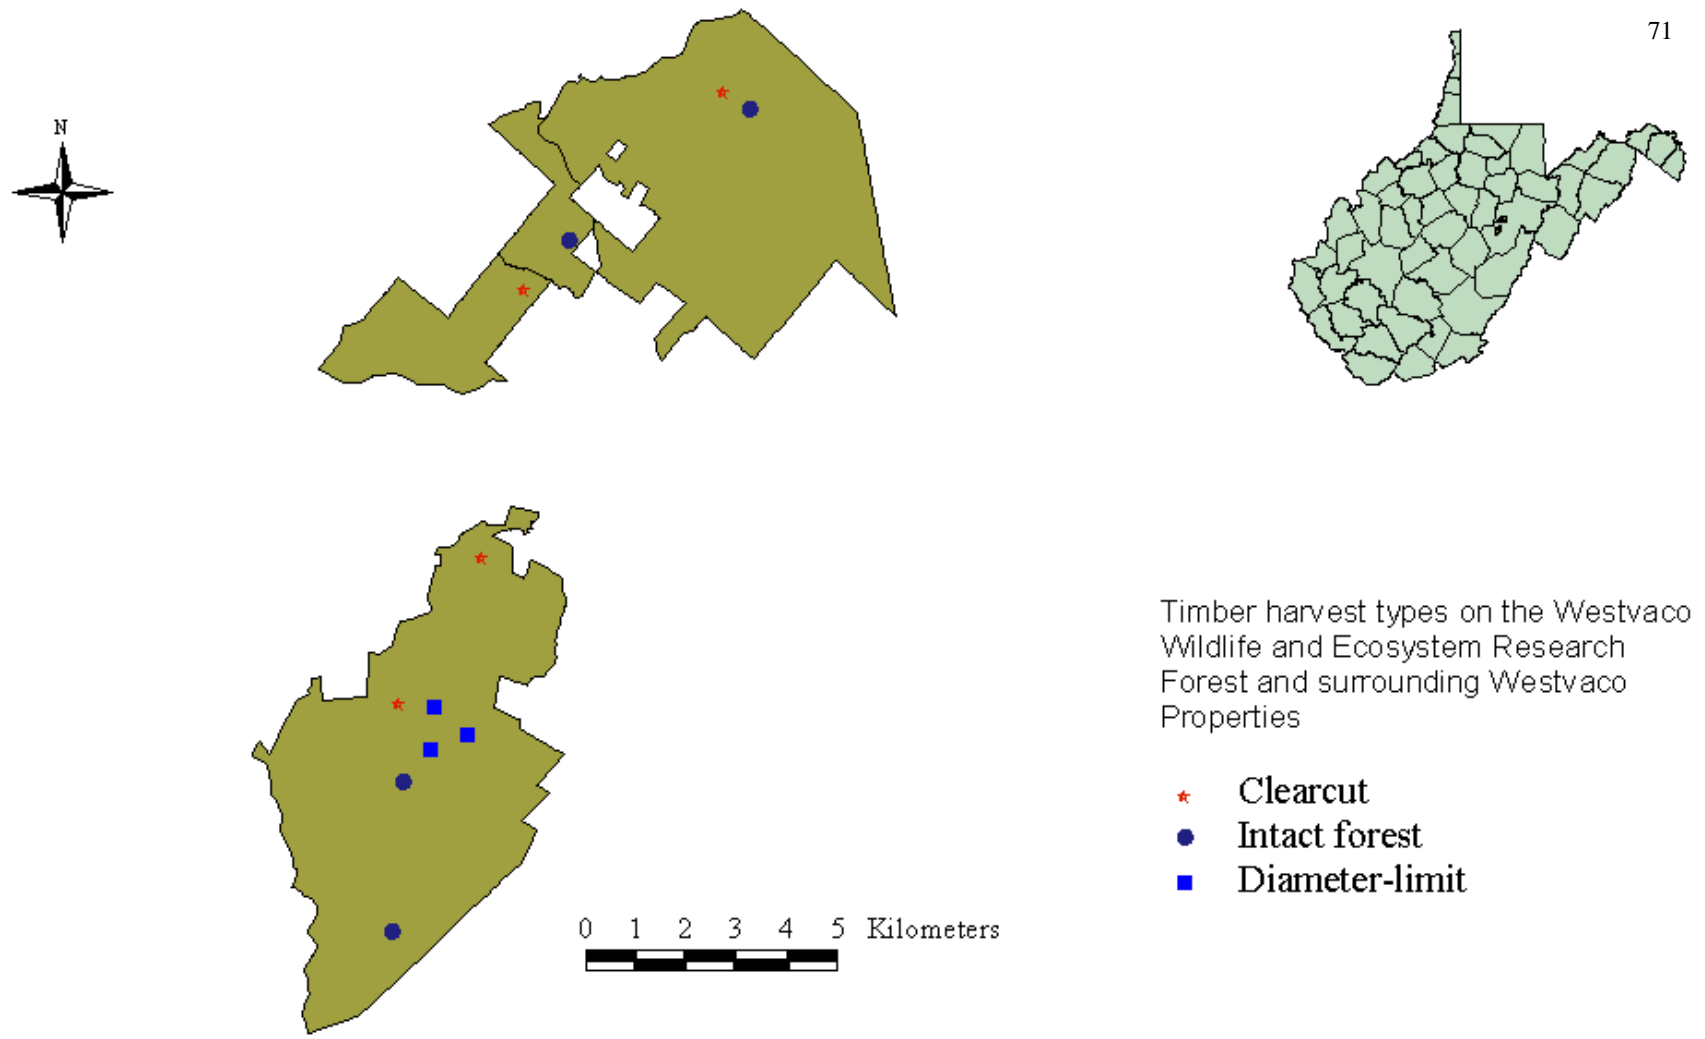 71
N
Timber harvest types on the Westvaco
Wildlife and Ecosystem Research
Forest and surrounding Westvaco
Properties
Clearcut
Intact forest
Diameter-limit
0 1 2 3 4 5 Kilometers